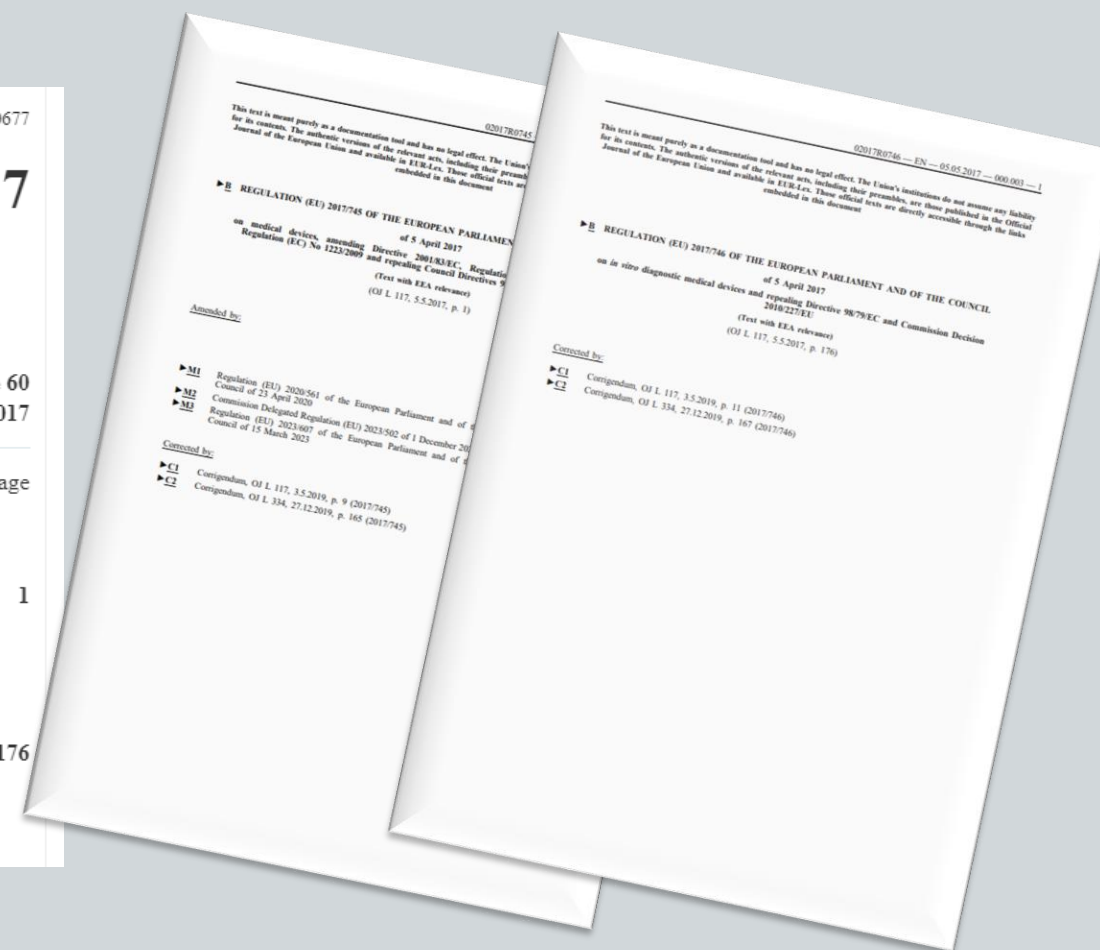 0677
7
60
017
age
1
176
02017R0745
This text is meant purely as a documentation tool and has no legal effect. The Union's
for its contents. The authentic versions of the relevant acts, including their preamb
Journal of the European Union and available in EUR-Lex. Those official texts are
embedded in this document
►B REGULATION (EU) 2017/745 OF THE EUROPEAN PARLIAMEN
of 5 April 2017
on medical devices, amending Directive 2001/83/EC, Regulatio
Regulation (EC) No 1223/2009 and repealing Council Directives 9
(Text with EEA relevance)
(OJ L 117, 5.5.2017, p. 1)
Amended by:
►M1 Regulation (EU) 2020/561 of the European Parliament and of
Council of 23 April 2020
►M2 Commission Delegated Regulation (EU) 2023/502 of 1 December 20
►M3 Regulation (EU) 2023/607 of the European Parliament and of
Council of 15 March 2023
Corrected by:
►C1 Corrigendum, OJ L 117, 3.5.2019, p. 9 (2017/745)
►C2 Corrigendum, OJ L 334, 27.12.2019, p. 165 (2017/745)
02017R0746 — EN — 05.05.2017 — 000.003 — 1
This text is meant purely as a documentation tool and has no legal effect. The Union's institutions do not assume any liability
for its contents. The authentic versions of the relevant acts, including their preambles, are those published in the Official
Journal of the European Union and available in EUR-Lex. Those official texts are directly accessible through the links
embedded in this document
►B REGULATION (EU) 2017/746 OF THE EUROPEAN PARLIAMENT AND OF THE COUNCIL
of 5 April 2017
on in vitro diagnostic medical devices and repealing Directive 98/79/EC and Commission Decision
2010/227/EU
(Text with EEA relevance)
(OJ L 117, 5.5.2017, p. 176)
Corrected by:
►C1 Corrigendum, OJ L 117, 3.5.2019, p. 11 (2017/746)
►C2 Corrigendum, OJ L 334, 27.12.2019, p. 167 (2017/746)